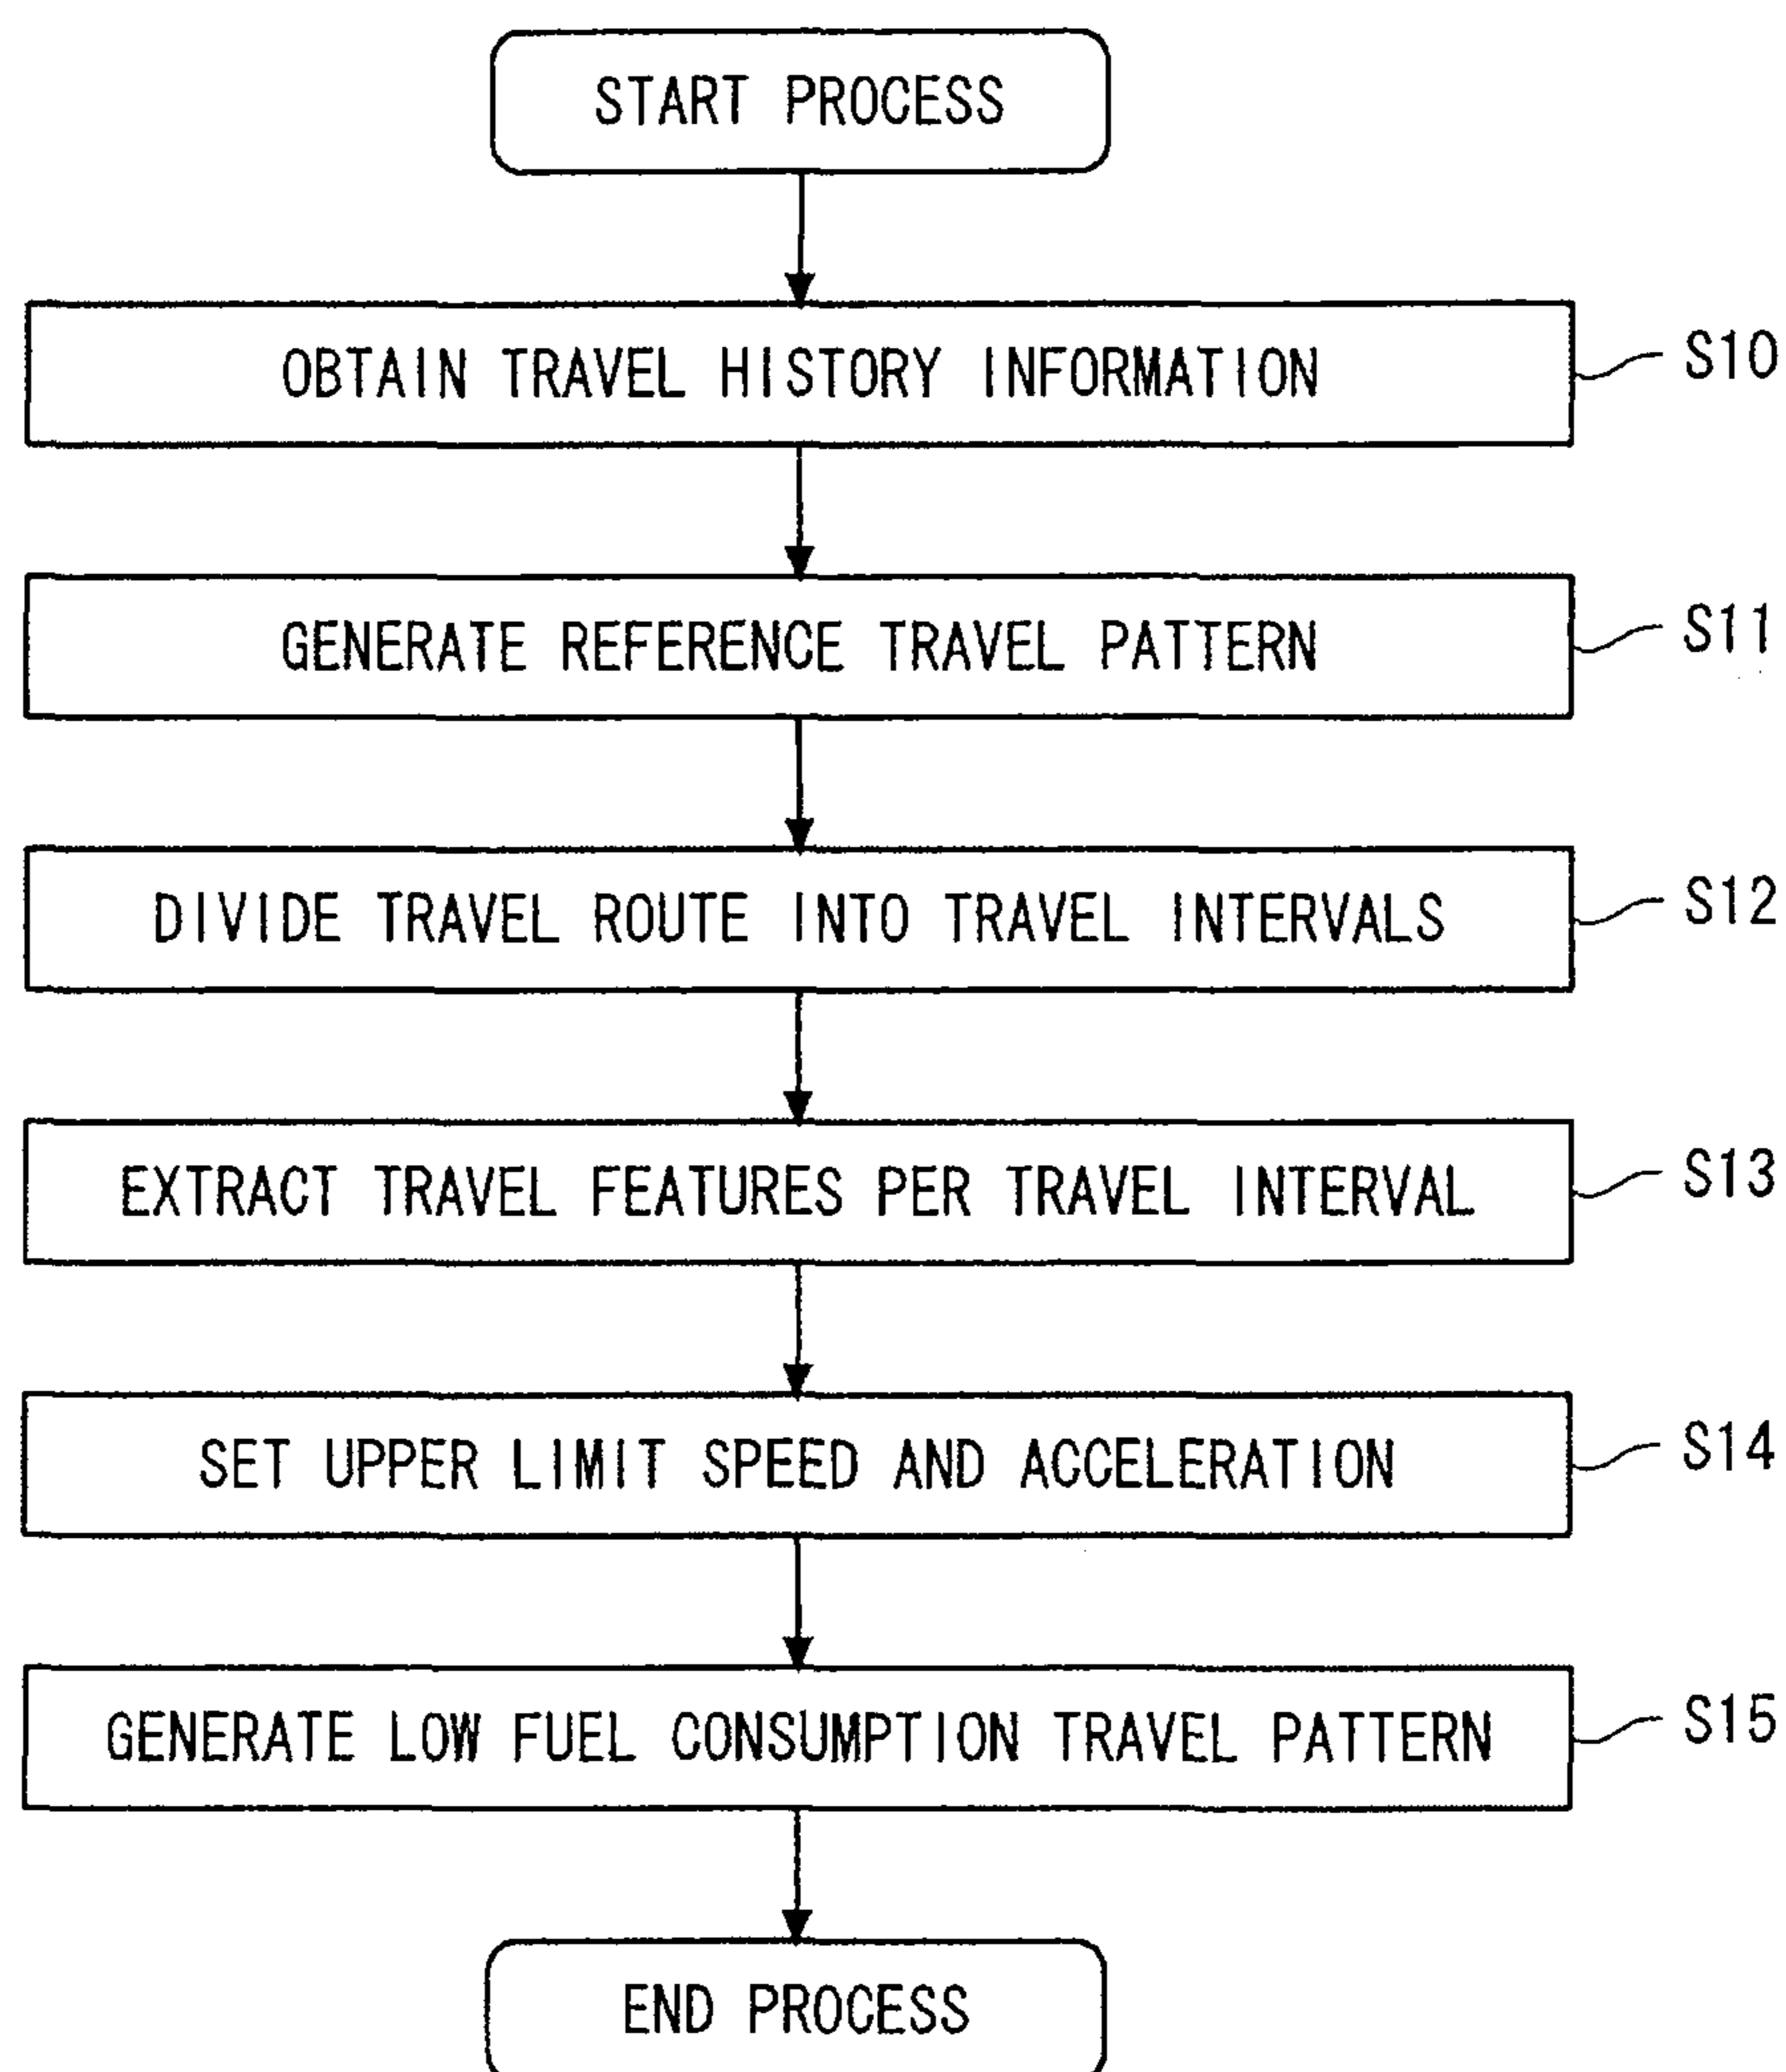 START PROCESS
OBTAIN TRAVEL HISTORY INFORMATION
S10
GENERATE REFERENCE TRAVEL PATTERN
S11
DIVIDE TRAVEL ROUTE INTO TRAVEL INTERVALS
S12
EXTRACT TRAVEL FEATURES PER TRAVEL INTERVAL
S13
SET UPPER LIMIT SPEED AND ACCELERATION
S14
GENERATE LOW FUEL CONSUMPTION TRAVEL PATTERN
S15
END PROCESS